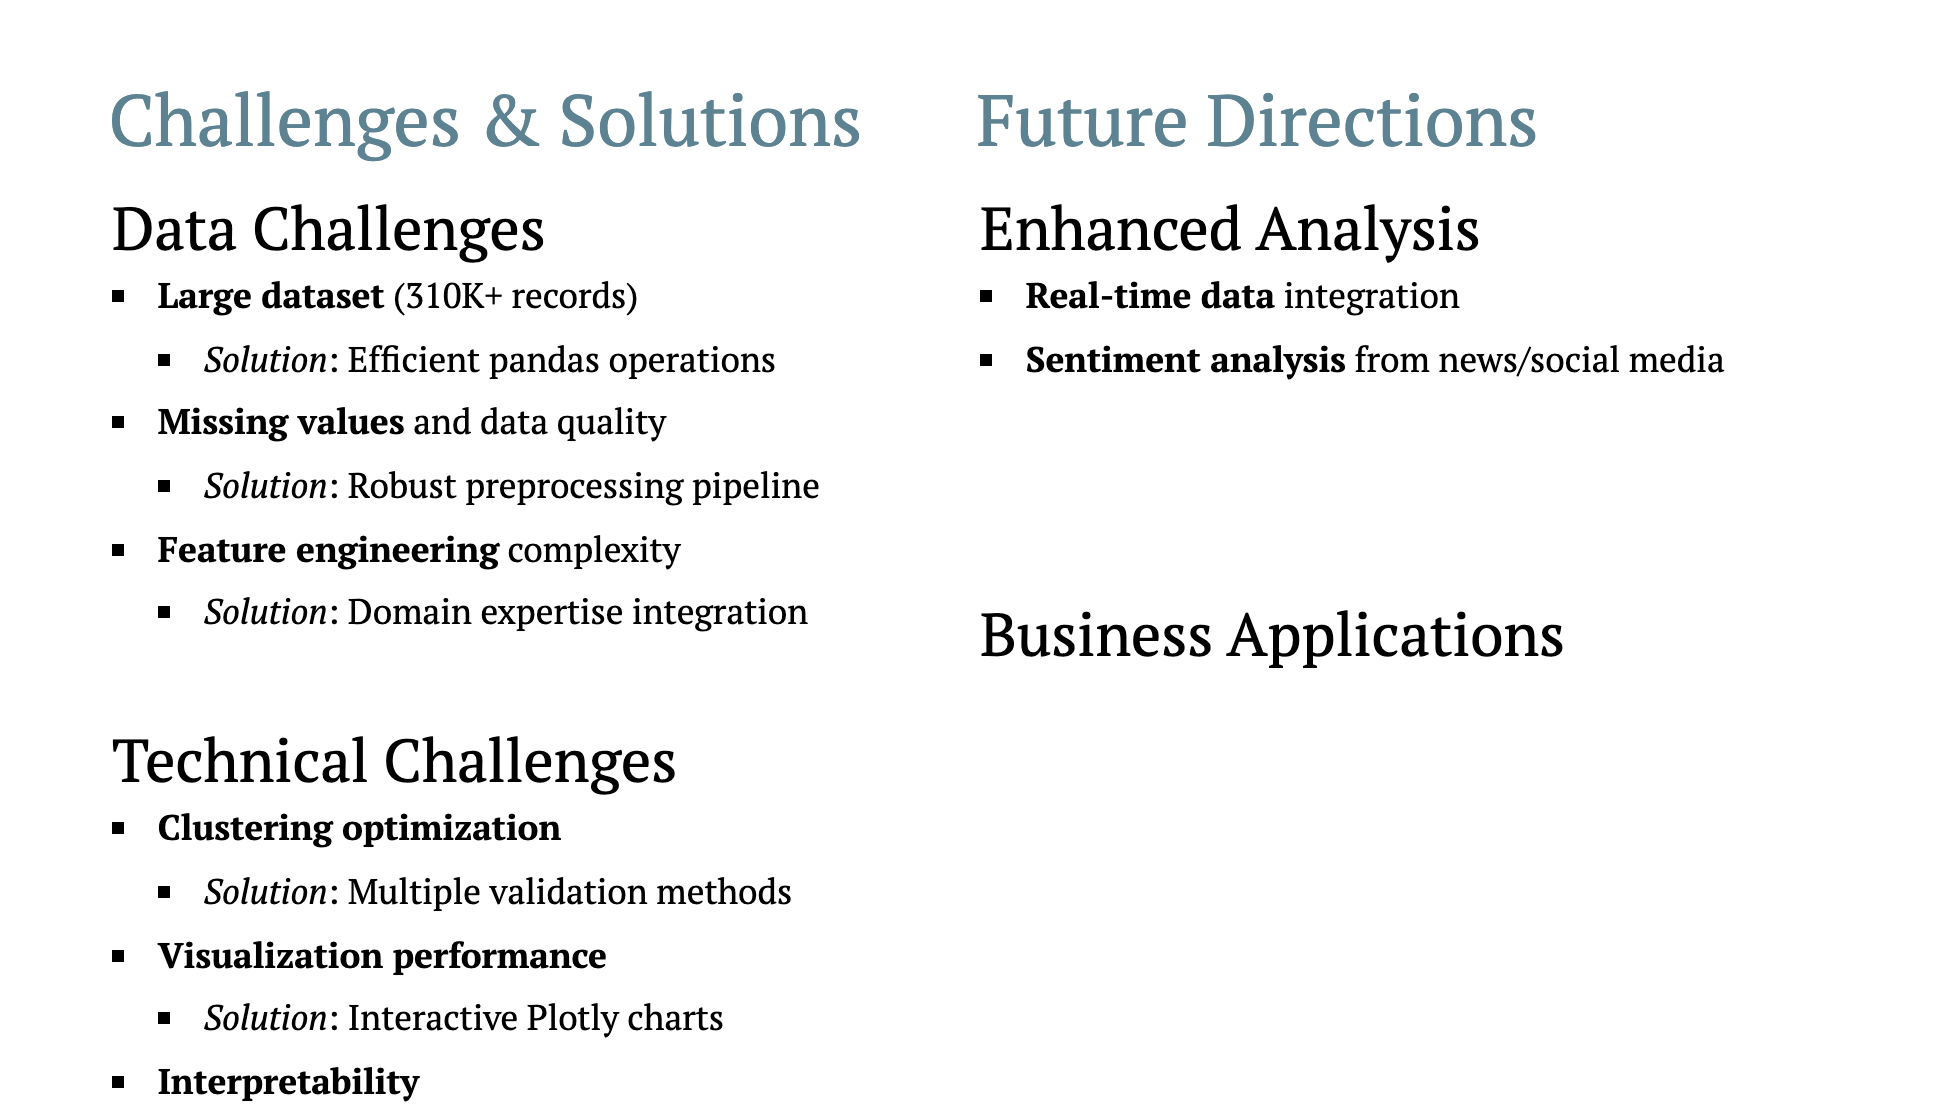 Challenges & Solutions
Data Challenges
▪ Large dataset (310K+ records)
▪ Solution: Efficient pandas operations
▪ Missing values and data quality
▪ Solution: Robust preprocessing pipeline
▪ Feature engineering complexity
▪ Solution: Domain expertise integration
Technical Challenges
▪ Clustering optimization
▪ Solution: Multiple validation methods
▪ Visualization performance
▪ Solution: Interactive Plotly charts
▪ Interpretability
Future Directions
Enhanced Analysis
▪ Real-time data integration
▪ Sentiment analysis from news/social media
Business Applications